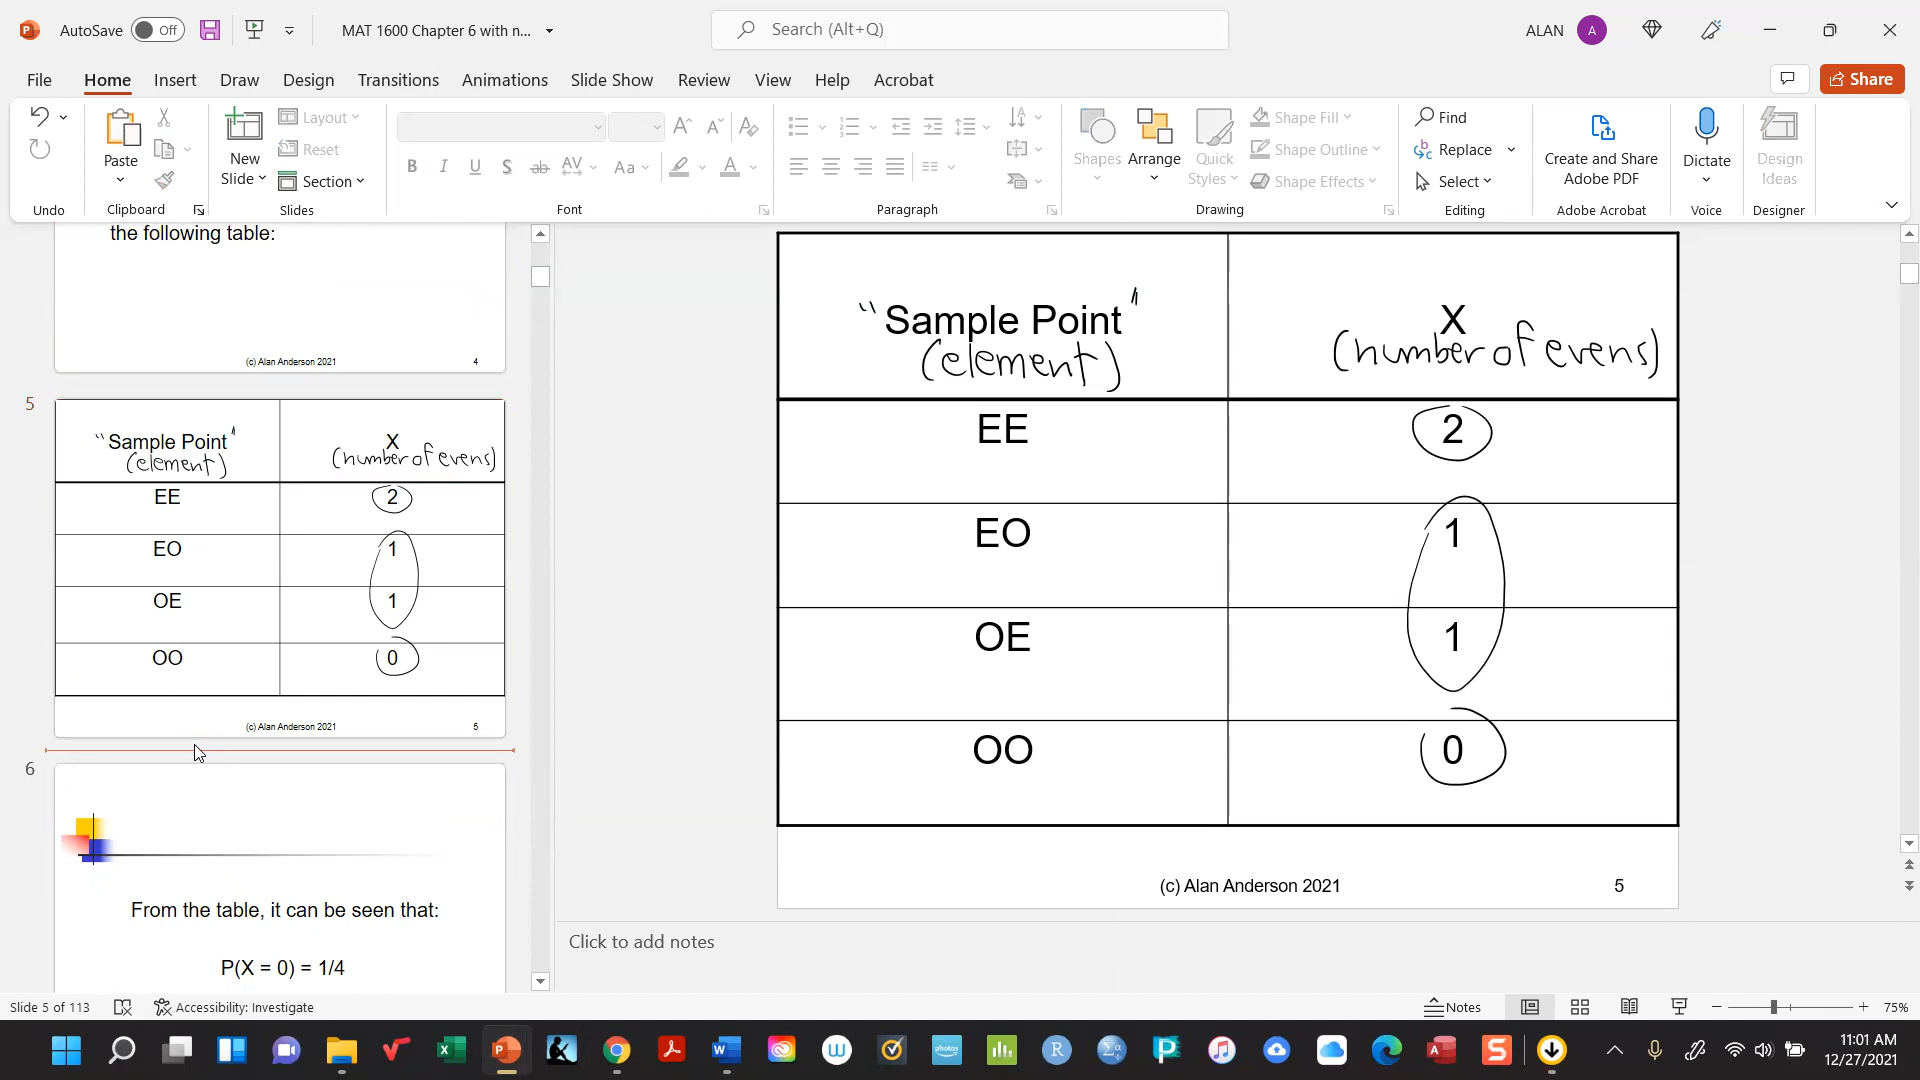 AutoSave Off MAT 1600 Chapter 6 with n... Search (Alt+Q) ALAN A
File Home Insert Draw Design Transitions Animations Slide Show Review View Help Acrobat Share
Paste
New
Slide
Layout
Reset
Section
B I U S ab AV Aa A
Shapes
Arrange
Quick
Styles
Shape Fill
Shape Outline
Shape Effects
Find
Replace
Select
Create and Share
Adobe PDF
Dictate
Design
Ideas
Undo Clipboard Slides Font Paragraph Drawing Editing Adobe Acrobat Voice Designer
the following table:
(c) Alan Anderson 2021 4
5
"Sample Point" X
(element) (number of evens)
EE 2
EO 1
OE 1
OO 0
(c) Alan Anderson 2021 5
6
From the table, it can be seen that:
P(X = 0) = 1/4
"Sample Point" X
(element) (number of evens)
EE 2
EO 1
OE 1
OO 0
(c) Alan Anderson 2021 5
Click to add notes
Slide 5 of 113 Accessibility: Investigate Notes 75%
11:01 AM
12/27/2021